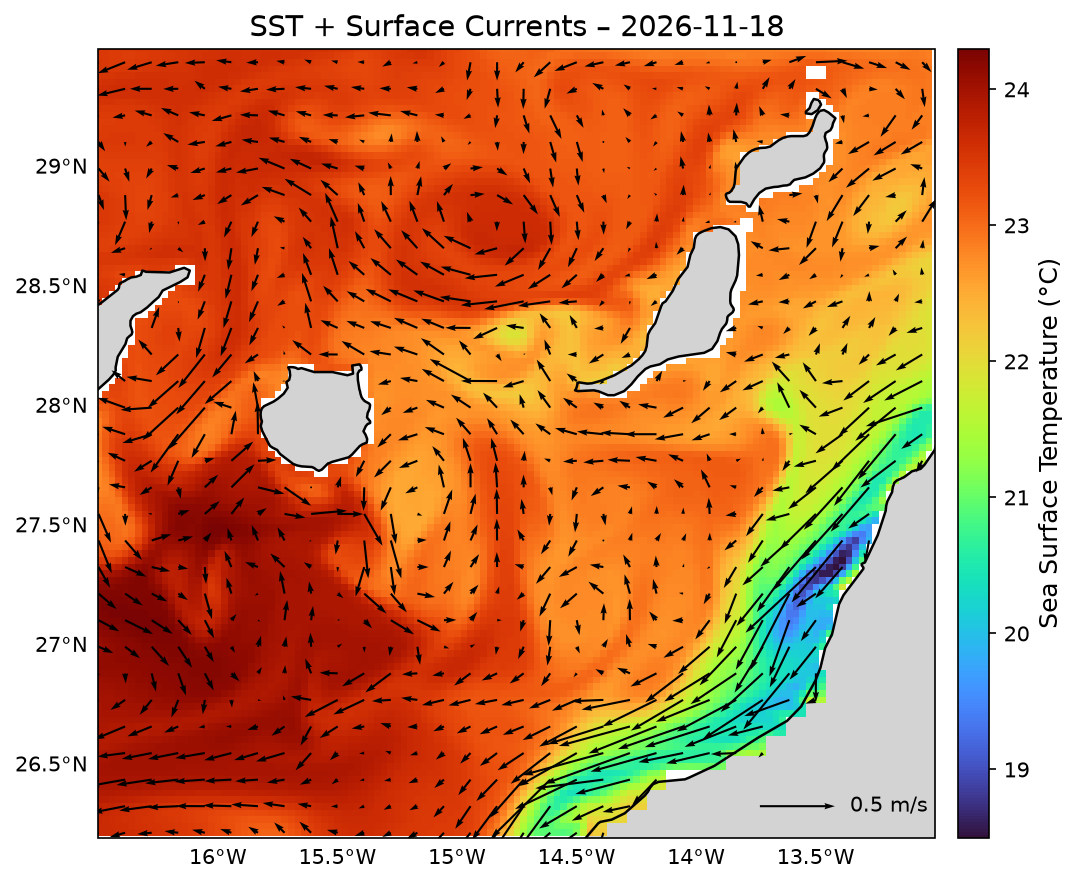 SST + Surface Currents – 2026-11-18
29°N
28.5°N
28°N
27.5°N
27°N
26.5°N
16°W
15.5°W
15°W
14.5°W
14°W
13.5°W
0.5 m/s
24
23
22
21
20
19
Sea Surface Temperature (°C)